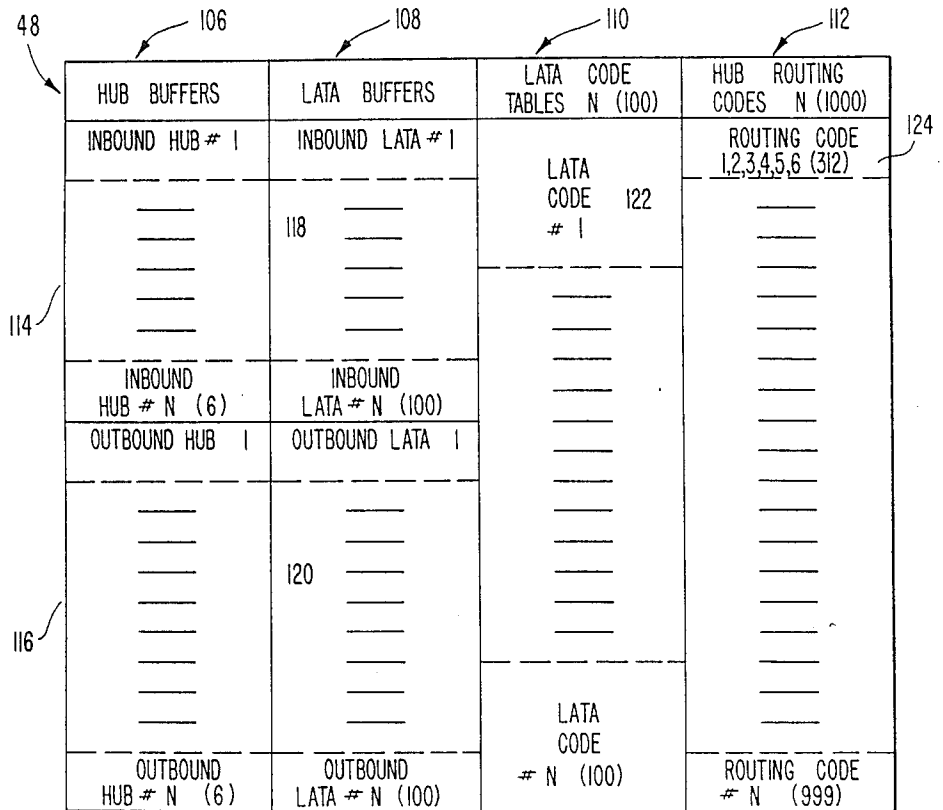 48
106
108
110
112
HUB BUFFERS
LATA BUFFERS
LATA CODE
TABLES N (100)
HUB ROUTING
CODES N (1000)
INBOUND HUB # 1
INBOUND LATA # 1
LATA
CODE 122
# 1
ROUTING CODE
1,2,3,4,5,6 (312)
124
118
114
INBOUND
HUB # N (6)
INBOUND
LATA # N (100)
OUTBOUND HUB 1
OUTBOUND LATA 1
120
116
LATA
CODE
# N (100)
OUTBOUND
HUB # N (6)
OUTBOUND
LATA # N (100)
ROUTING CODE
# N (999)